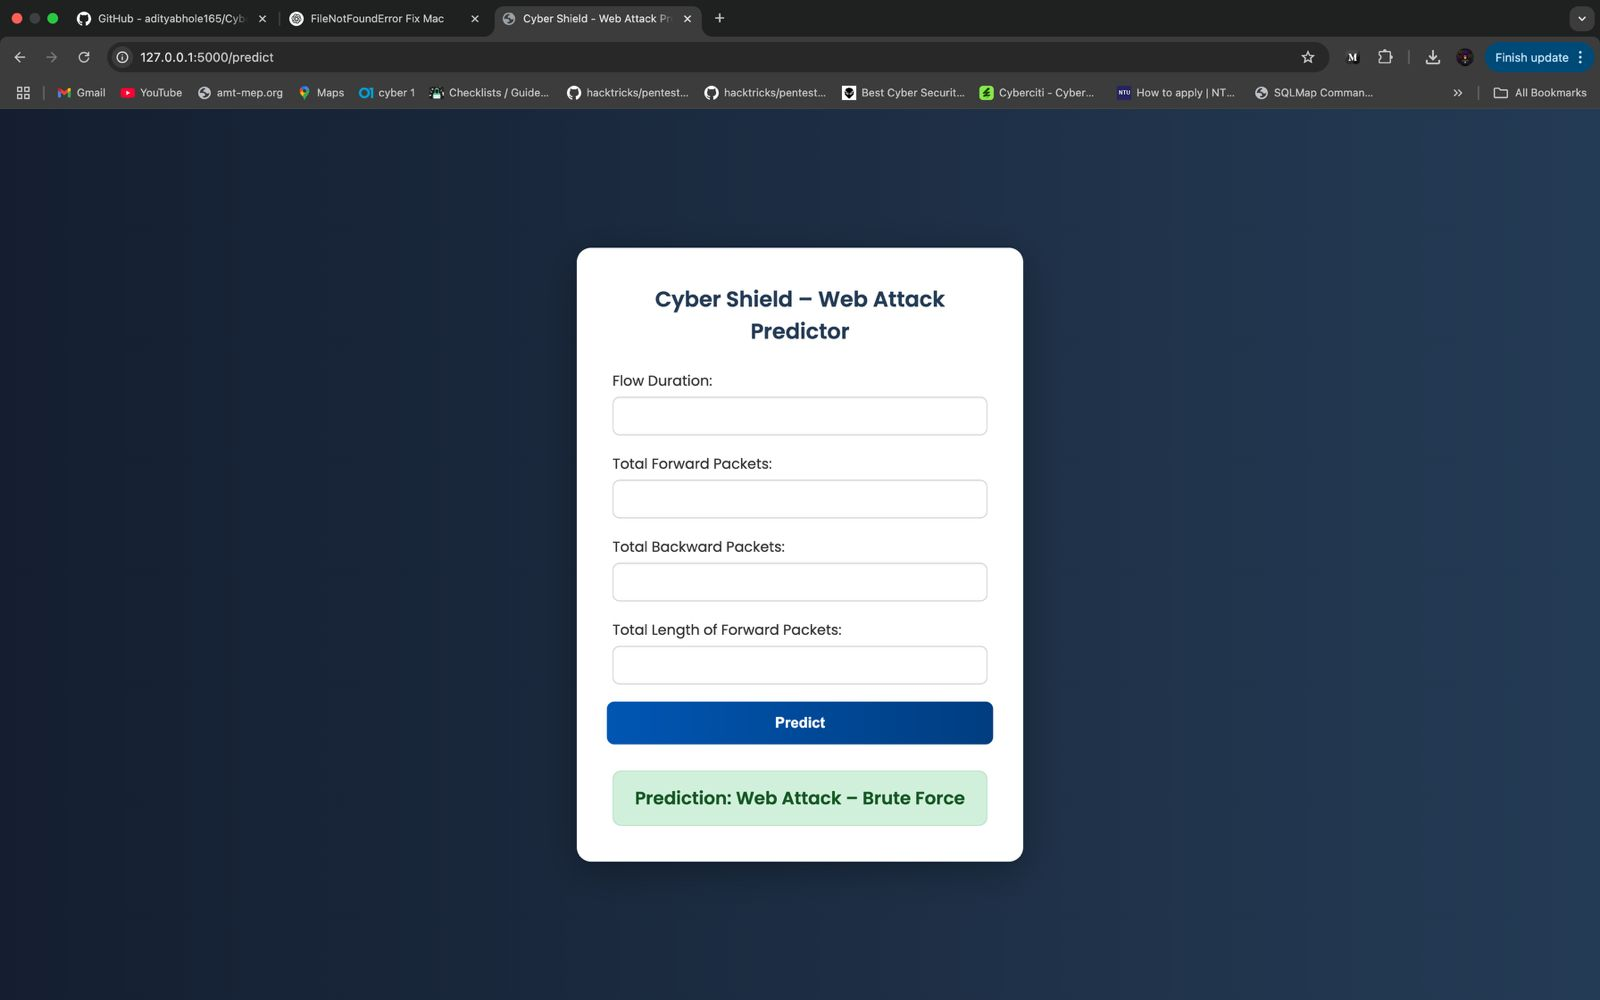 GitHub - adityabhole165/Cyb
FileNotFoundError Fix Mac
Cyber Shield - Web Attack Pr
127.0.0.1:5000/predict
M
Finish update
Gmail
YouTube
amt-mep.org
Maps
cyber 1
Checklists / Guide...
hacktricks/pentest...
hacktricks/pentest...
Best Cyber Securit...
Cyberciti - Cyber...
NTU
How to apply | NT...
SQLMap Comman...
All Bookmarks
Cyber Shield – Web Attack
Predictor
Flow Duration:
Total Forward Packets:
Total Backward Packets:
Total Length of Forward Packets:
Predict
Prediction: Web Attack – Brute Force